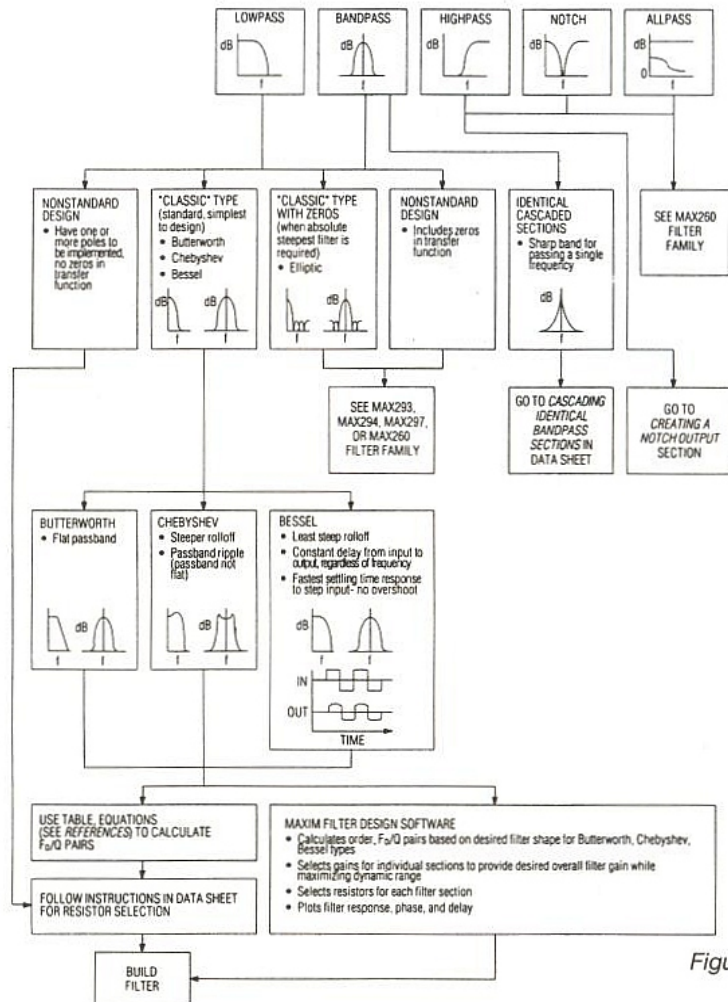 LOWPASS
dB
f
BANDPASS
dB
f
HIGHPASS
dB
f
NOTCH
dB
f
ALLPASS
dB
0
f
NONSTANDARD
DESIGN
• Have one or
more poles to
be implemented,
no zeros in
transfer
function
"CLASSIC" TYPE
(standard, simplest
to design)
• Butterworth
• Chebyshev
• Bessel
dB
dB
f
f
"CLASSIC" TYPE
WITH ZEROS
(when absolute
steepest filter is
required)
• Elliptic
dB
dB
f
f
NONSTANDARD
DESIGN
• Includes zeros
in transfer
function
IDENTICAL
CASCADED
SECTIONS
• Sharp band for
passing a single
frequency
dB
f
SEE MAX260
FILTER
FAMILY
SEE MAX293,
MAX294, MAX297,
OR MAX260
FILTER FAMILY
GO TO CASCADING
IDENTICAL
BANDPASS
SECTIONS IN
DATA SHEET
GO TO
CREATING A
NOTCH OUTPUT
SECTION
BUTTERWORTH
• Flat passband
dB
f
f
CHEBYSHEV
• Steeper rolloff
• Passband ripple
(passband not
flat)
dB
f
f
BESSEL
• Least steep rolloff
• Constant delay from input to
output, regardless of frequency
• Fastest settling time response
to step input- no overshoot
dB
dB
f
f
IN
OUT
TIME
USE TABLE, EQUATIONS
(SEE REFERENCES) TO CALCULATE
F₀/Q PAIRS
FOLLOW INSTRUCTIONS IN DATA SHEET
FOR RESISTOR SELECTION
MAXIM FILTER DESIGN SOFTWARE
• Calculates order, F₀/Q pairs based on desired filter shape for Butterworth, Chebyshev,
Bessel types
• Selects gains for individual sections to provide desired overall filter gain while
maximizing dynamic range
• Selects resistors for each filter section
• Plots filter response, phase, and delay
BUILD
FILTER
Figu